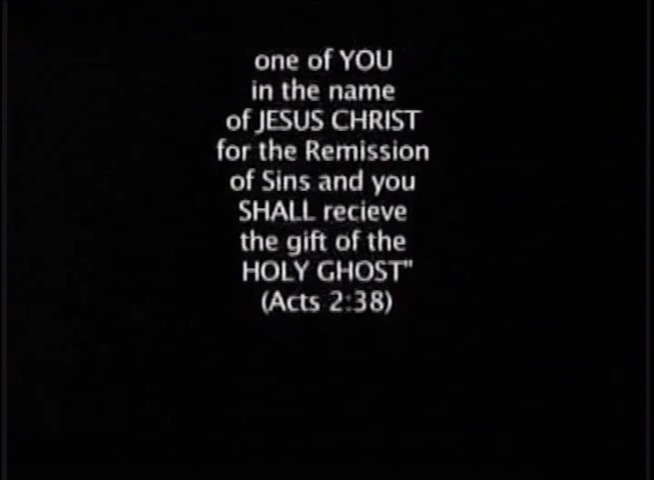 one of YOU
in the name
of JESUS CHRIST
for the Remission
of Sins and you
SHALL recieve
the gift of the
HOLY GHOST"
(Acts 2:38)